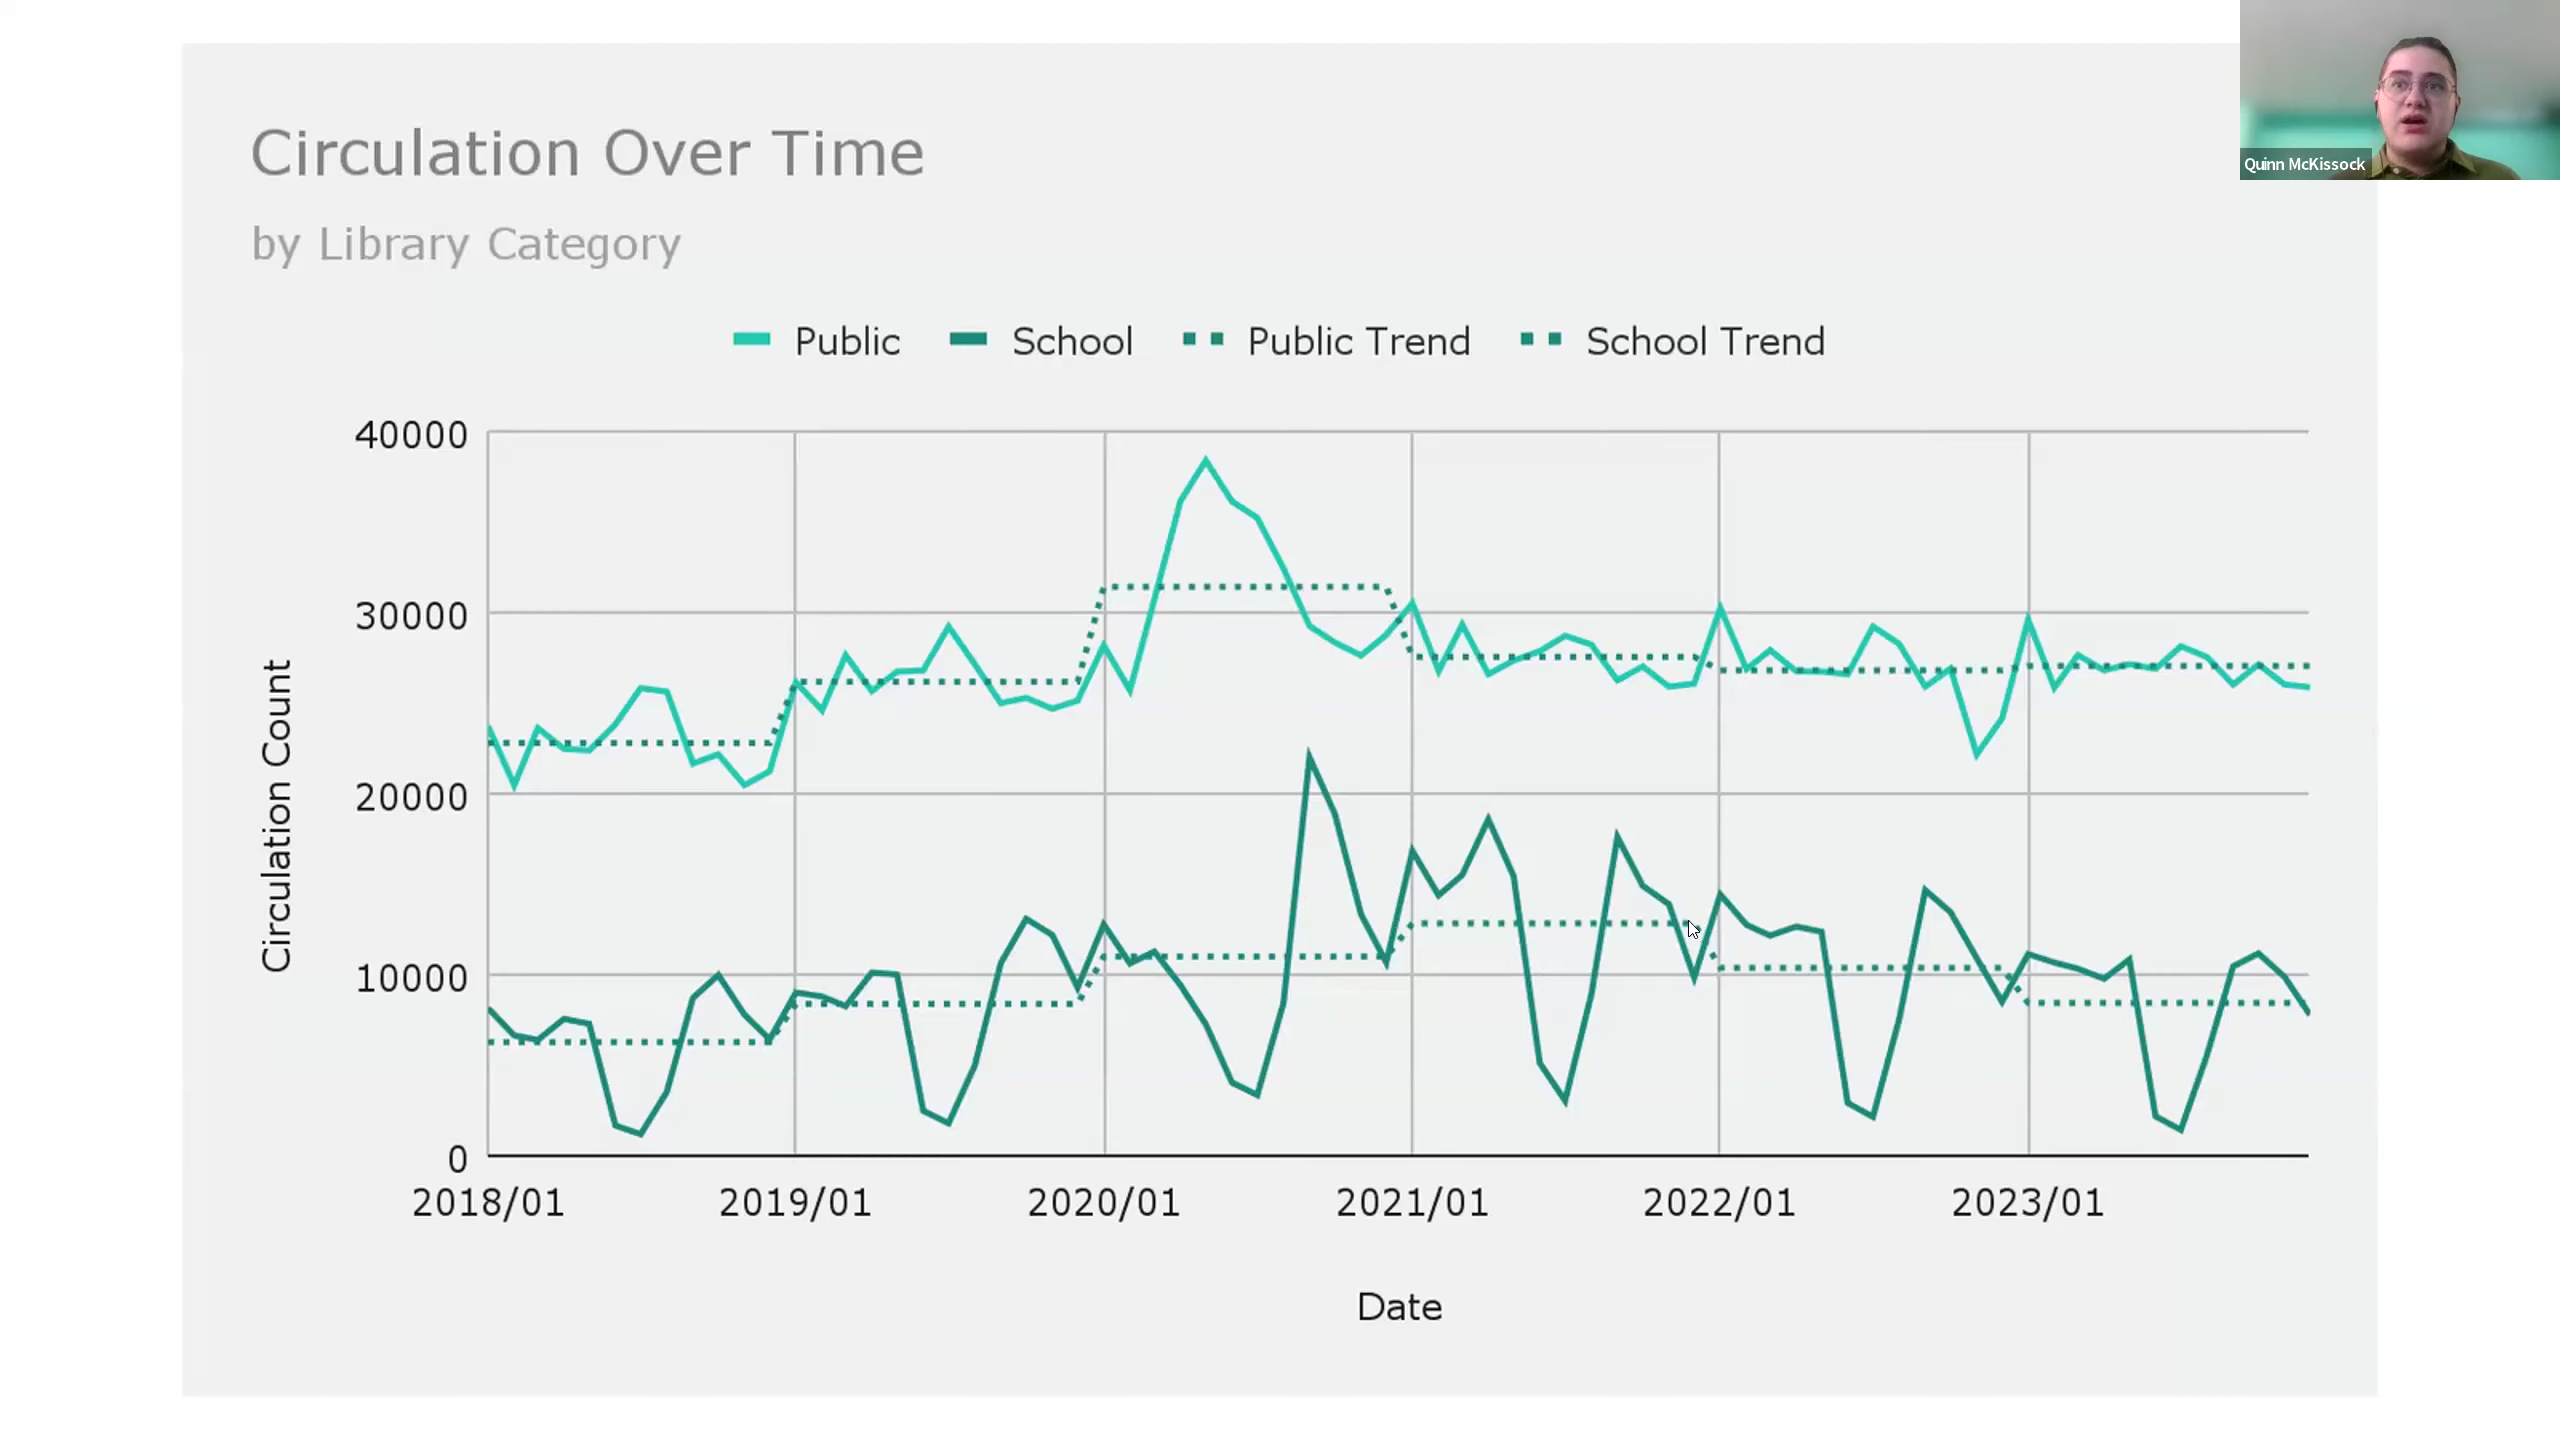 Quinn McKissock
Circulation Over Time
by Library Category
Public School Public Trend School Trend
40000
30000
20000
10000
0
Circulation Count
2018/01 2019/01 2020/01 2021/01 2022/01 2023/01
Date